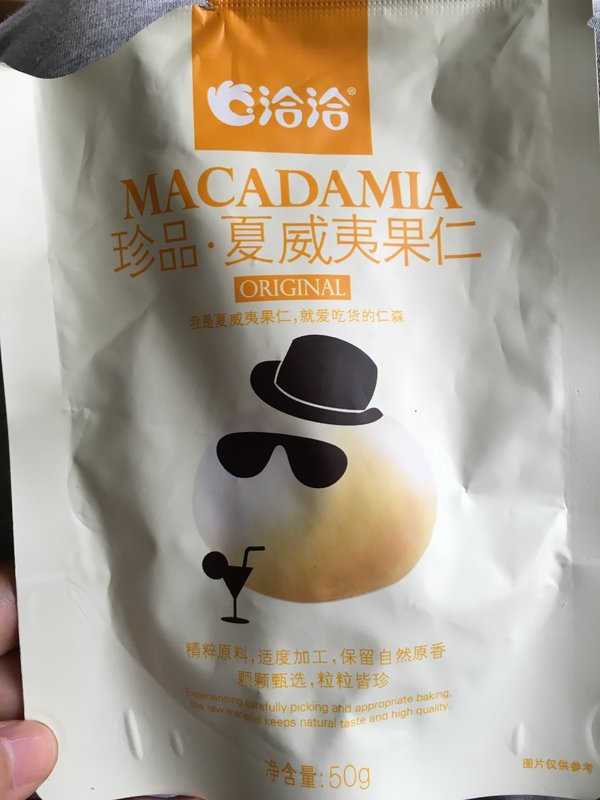 洽洽®
MACADAMIA
珍品·夏威夷果仁
ORIGINAL
我是夏威夷果仁,就爱吃货的仁森
精粹原料,适度加工,保留自然原香
颗颗甄选,粒粒皆珍
Experiencing carefully picking and appropriate baking,
the raw material keeps natural taste and high quality.
净含量:50g
图片仅供参考